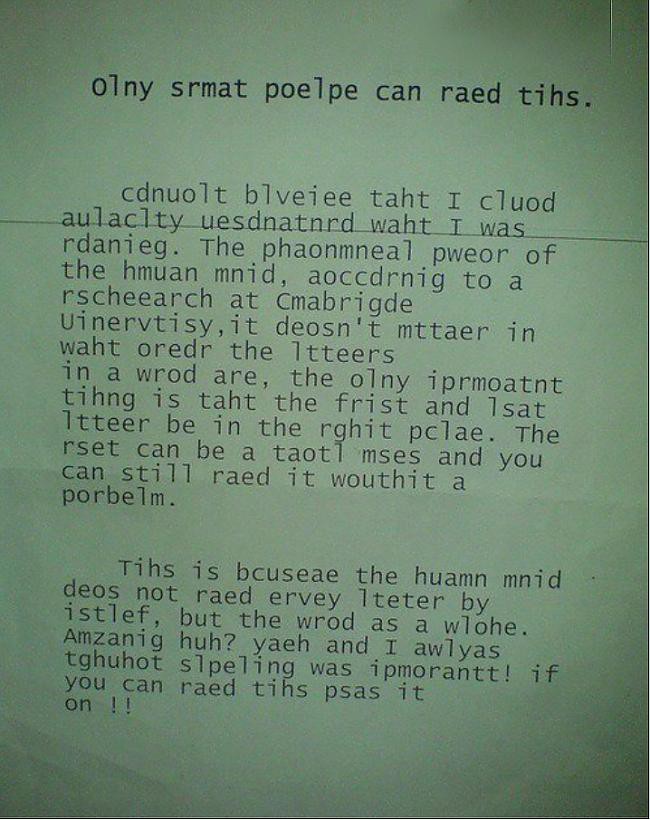 Olny srmat poelpe can raed tihs.
cdnuolt blveiee taht I cluod
aulaclty uesdnatnrd waht I was
rdanieg. The phaonmneal pweor of
the hmuan mnid, aoccdrnig to a
rscheearch at Cmabrigde
Uinervtisy,it deosn't mttaer in
waht oredr the ltteers
in a wrod are, the olny iprmoatnt
tihng is taht the frist and lsat
ltteer be in the rghit pclae. The
rset can be a taotl mses and you
can still raed it wouthit a
porbelm.
Tihs is bcuseae the huamn mnid
deos not raed ervey lteter by
istlef, but the wrod as a wlohe.
Amzanig huh? yaeh and I awlyas
tghuhot slpeling was ipmorantt! if
you can raed tihs psas it
on !!